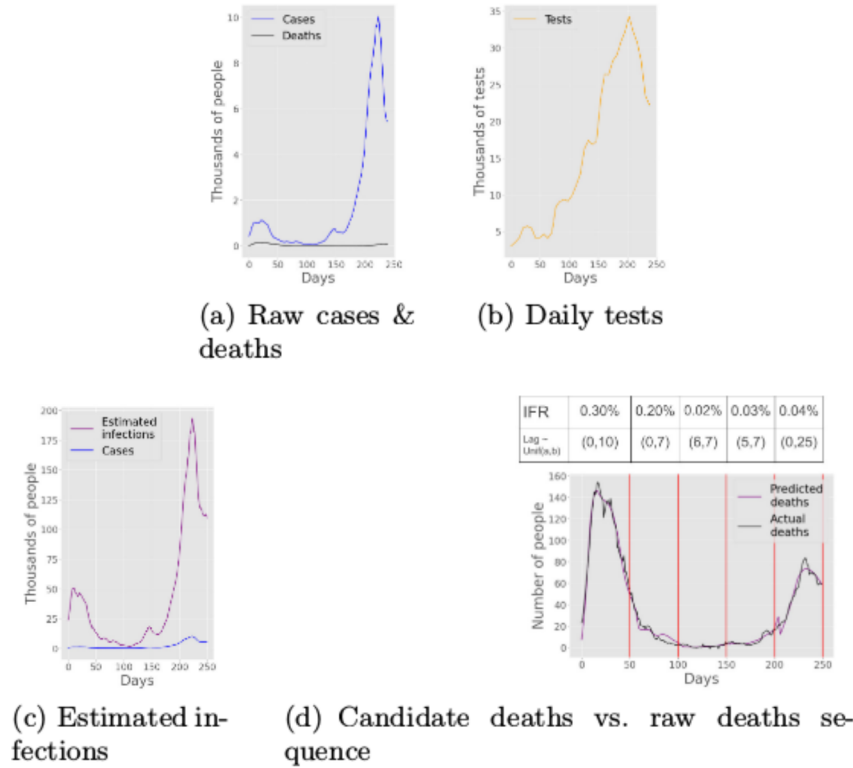 Cases
Deaths
Thousands of people
10
8
6
4
2
0
0 50 100 150 200 250
Days
(a) Raw cases &
deaths
Tests
Thousands of tests
35
30
25
20
15
10
5
0 50 100 150 200 250
Days
(b) Daily tests
Estimated
infections
Cases
Thousands of people
200
175
150
125
100
75
50
25
0
0 50 100 150 200 250
Days
(c) Estimated in-
fections
IFR 0.30% 0.20% 0.02% 0.03% 0.04%
Lag ~
Unif(a,b) (0,10) (0,7) (6,7) (5,7) (0,25)
Predicted
deaths
Actual
deaths
Number of people
160
140
120
100
80
60
40
20
0
0 50 100 150 200 250
Days
(d) Candidate deaths vs. raw deaths se-
quence